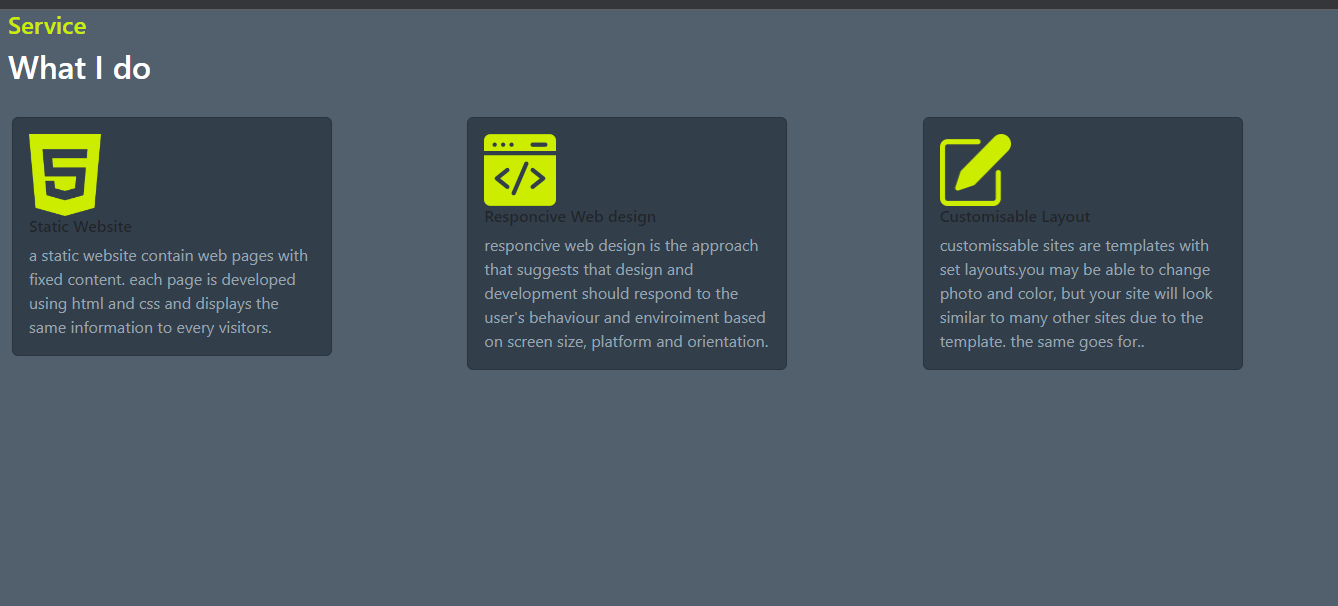 Service
What I do
Static Website
a static website contain web pages with
fixed content. each page is developed
using html and css and displays the
same information to every visitors.
Responcive Web design
responcive web design is the approach
that suggests that design and
development should respond to the
user's behaviour and enviroiment based
on screen size, platform and orientation.
Customisable Layout
customissable sites are templates with
set layouts.you may be able to change
photo and color, but your site will look
similar to many other sites due to the
template. the same goes for..